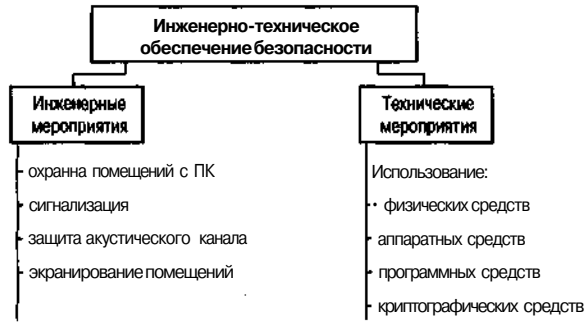 Инженерно-техническое
обеспечение безопасности
Инженерные
мероприятия
охранна помещений с ПК
сигнализация
защита акустического канала
экранирование помещений
Технические
мероприятия
Использование:
физических средств
аппаратных средств
программных средств
криптографических средств